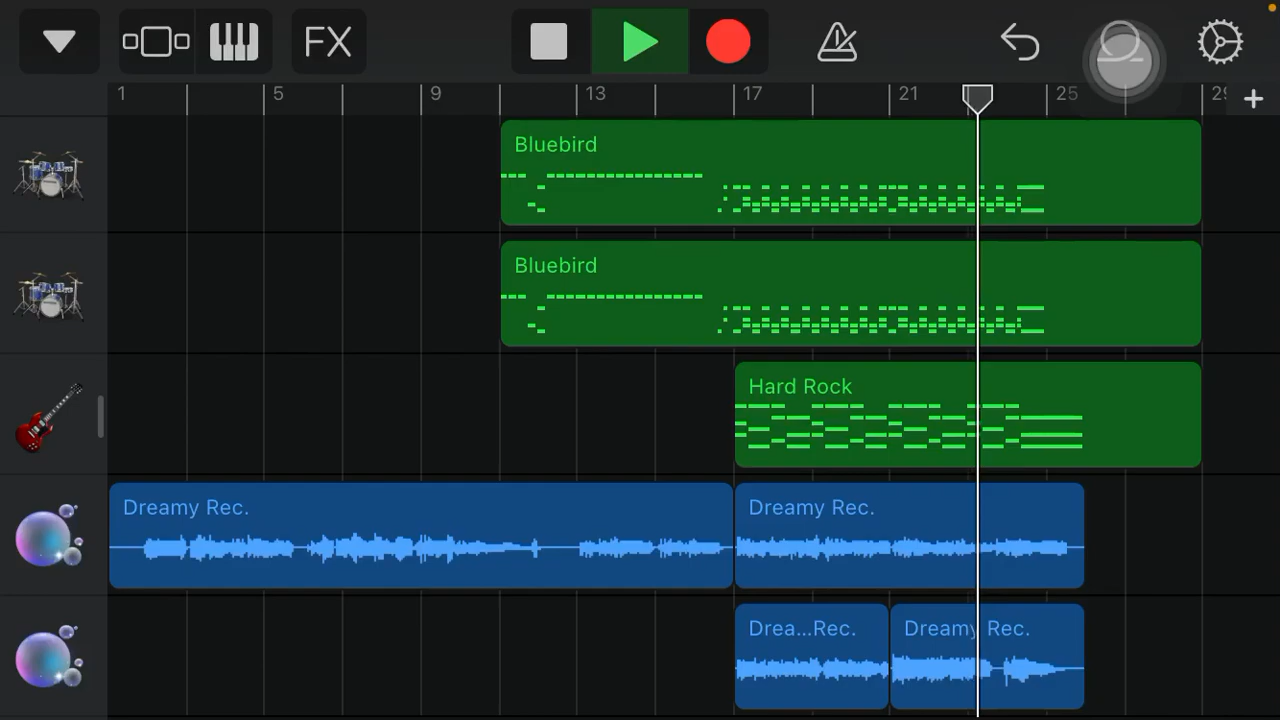 FX
1 5 9 13 17 21 25 29
Bluebird
Bluebird
Hard Rock
Dreamy Rec. Dreamy Rec.
Drea...Rec. Dreamy Rec.